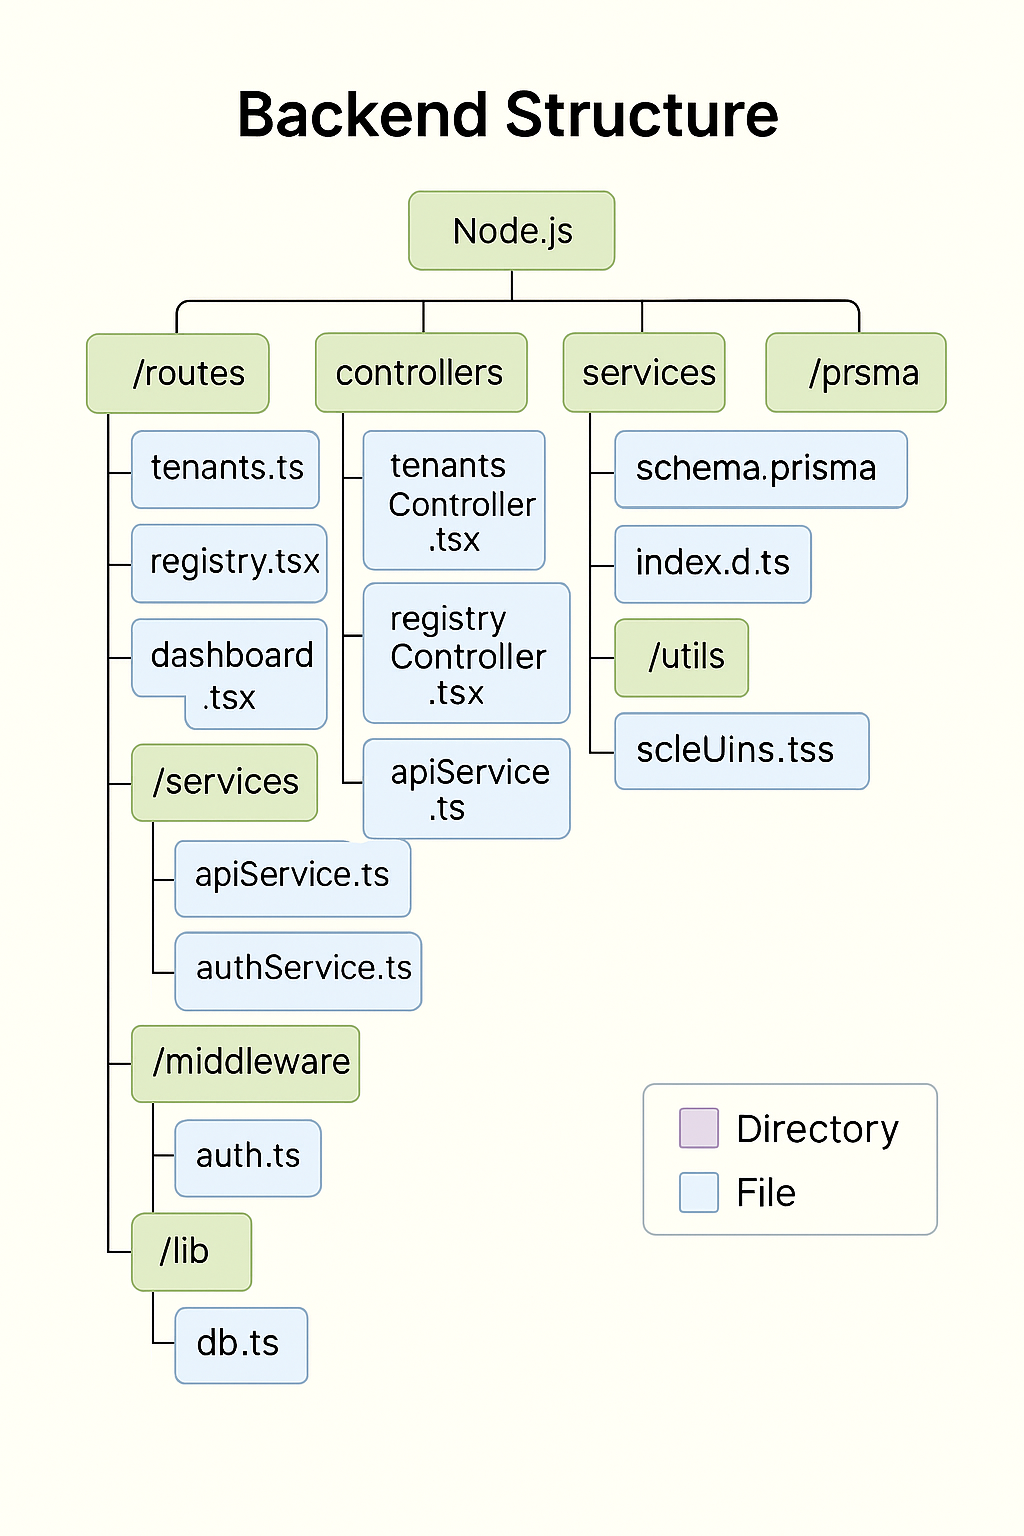 Backend Structure
Node.js
/routes
controllers
services
/prsma
tenants.ts
registry.tsx
dashboard
.tsx
/services
apiService.ts
authService.ts
/middleware
auth.ts
/lib
db.ts
tenants
Controller
.tsx
registry
Controller
.tsx
apiService
.ts
schema.prisma
index.d.ts
/utils
scleUins.tss
Directory
File